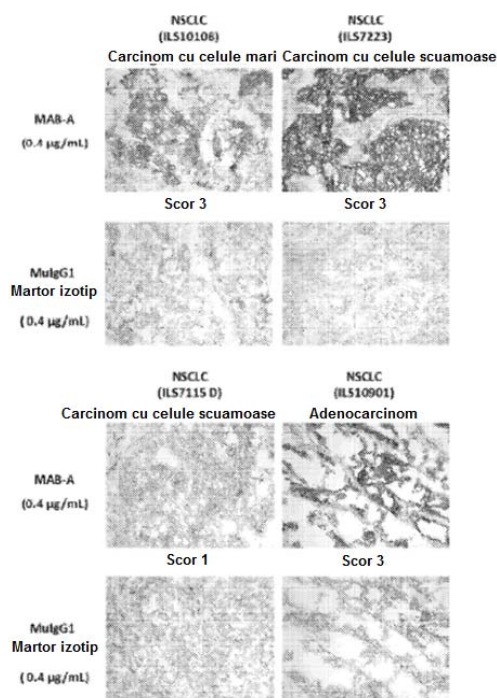 NSCLC NSCLC
(ILS10106) (ILS7223)
Carcinom cu celule mari Carcinom cu celule scuamoase
MAB-A
(0.4 µg/mL)
Scor 3 Scor 3
MuIgG1
Martor izotip
(0.4 µg/mL)
NSCLC NSCLC
(ILS7115 D) (ILS10901)
Carcinom cu celule scuamoase Adenocarcinom
MAB-A
(0.4 µg/mL)
Scor 1 Scor 3
MuIgG1
Martor izotip
(0.4 µg/mL)